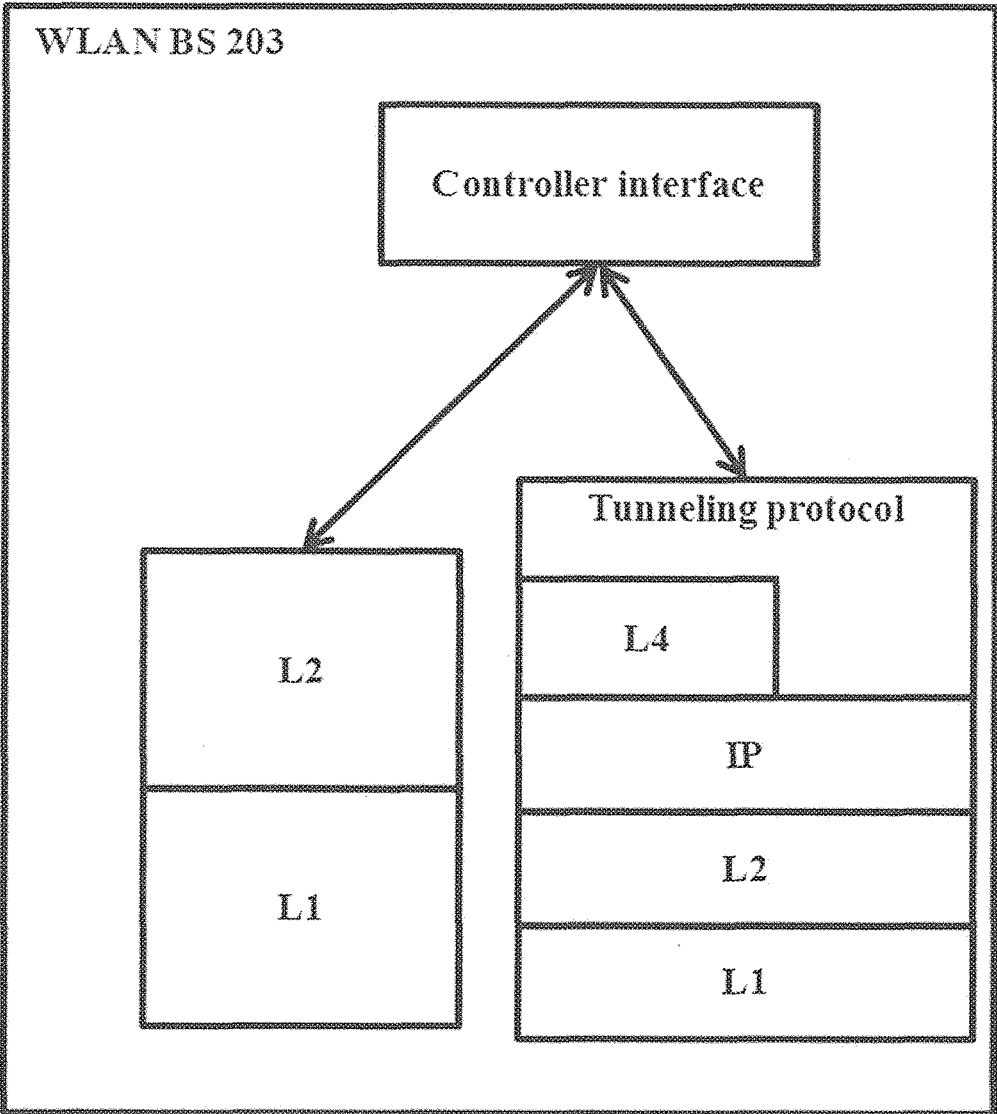 WLAN BS 203
Controller interface
Tunneling protocol
L4
L2
IP
L2
L1
L1